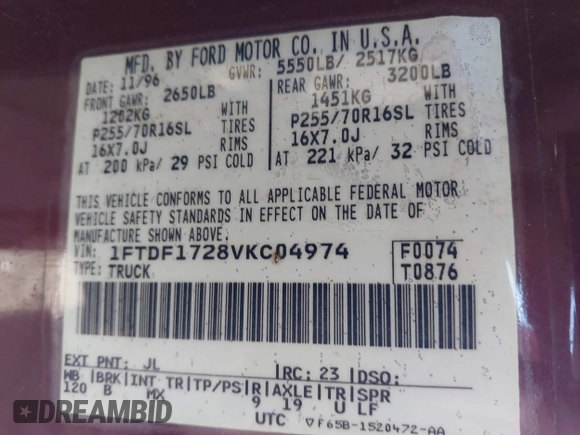 MFD. BY FORD MOTOR CO. IN U.S.A.
DATE: 11/96 GVWR: 5550LB/ 2517KG
FRONT GAWR: 2650LB REAR GAWR: 3200LB
1202KG WITH 1451KG WITH
P255/70R16SL TIRES P255/70R16SL TIRES
16X7.0J RIMS 16X7.0J RIMS
AT 200 kPa/ 29 PSI COLD AT 221 kPa/ 32 PSI COLD
THIS VEHICLE CONFORMS TO ALL APPLICABLE FEDERAL MOTOR
VEHICLE SAFETY STANDARDS IN EFFECT ON THE DATE OF
MANUFACTURE SHOWN ABOVE.
VIN: 1FTDF1728VKC04974 F0074
TYPE: TRUCK T0876
EXT PNT: JL RC: 23 DSO:
WB BRK INT TR TP/PS R AXLE TR SPR
120 B MX 9 19 U LF
UTC F65B-1520472-AA
DREAMBID